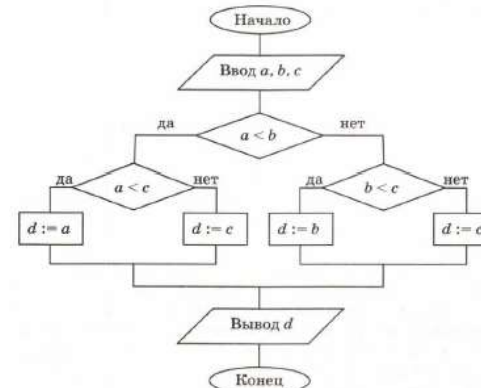 Начало
Ввод a, b, c
да
нет
a < b
да
a < c
нет
да
b < c
нет
d := a
d := c
d := b
d := c
Вывод d
Конец